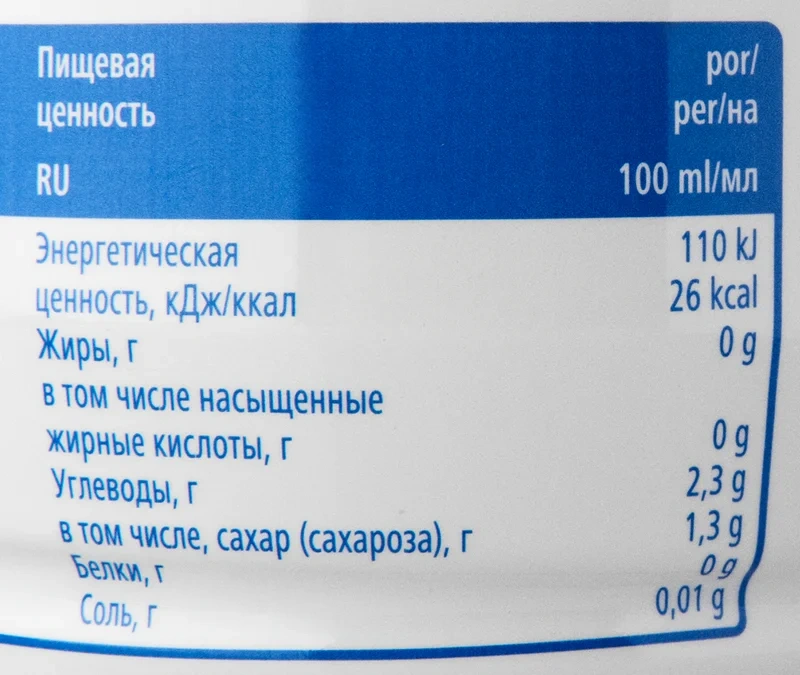 Пищевая por/
ценность per/на
RU 100 ml/мл
Энергетическая 110 kJ
ценность, кДж/ккал 26 kcal
Жиры, г 0 g
в том числе насыщенные
жирные кислоты, г 0 g
Углеводы, г 2,3 g
в том числе, сахар (сахароза), г 1,3 g
Белки, г 0 g
Соль, г 0,01 g